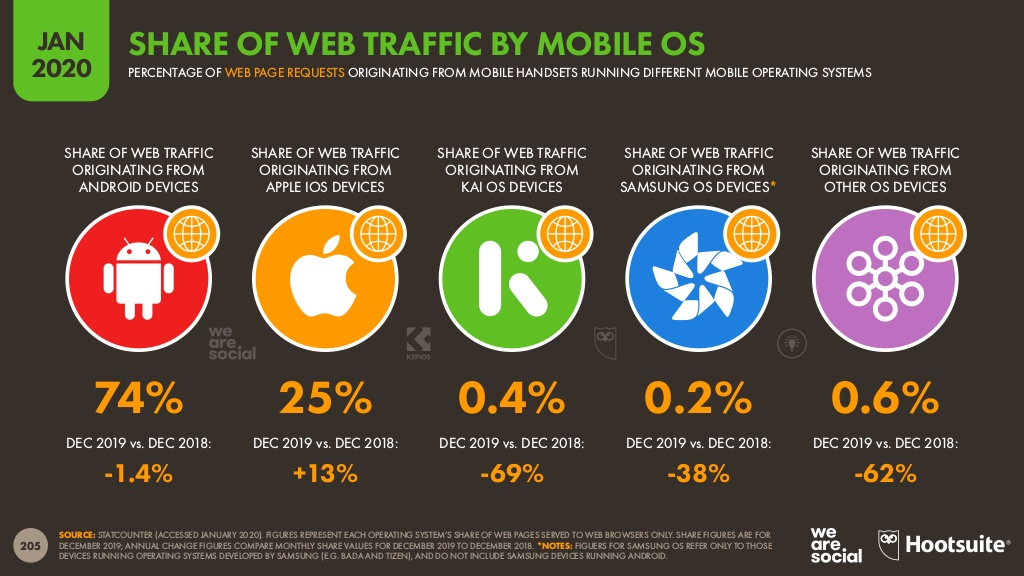 JAN
2020
SHARE OF WEB TRAFFIC BY MOBILE OS
PERCENTAGE OF WEB PAGE REQUESTS ORIGINATING FROM MOBILE HANDSETS RUNNING DIFFERENT MOBILE OPERATING SYSTEMS
SHARE OF WEB TRAFFIC
ORIGINATING FROM
ANDROID DEVICES
74%
DEC 2019 vs. DEC 2018:
-1.4%
SHARE OF WEB TRAFFIC
ORIGINATING FROM
APPLE IOS DEVICES
25%
DEC 2019 vs. DEC 2018:
+13%
SHARE OF WEB TRAFFIC
ORIGINATING FROM
KAI OS DEVICES
0.4%
DEC 2019 vs. DEC 2018:
-69%
SHARE OF WEB TRAFFIC
ORIGINATING FROM
SAMSUNG OS DEVICES*
0.2%
DEC 2019 vs. DEC 2018:
-38%
SHARE OF WEB TRAFFIC
ORIGINATING FROM
OTHER OS DEVICES
0.6%
DEC 2019 vs. DEC 2018:
-62%
we
are
social
KEPIOS
205
SOURCE: STATCOUNTER (ACCESSED JANUARY 2020). FIGURES REPRESENT EACH OPERATING SYSTEM'S SHARE OF WEB PAGES SERVED TO WEB BROWSERS ONLY. SHARE FIGURES ARE FOR
DECEMBER 2019; ANNUAL CHANGE FIGURES COMPARE MONTHLY SHARE VALUES FOR DECEMBER 2019 TO DECEMBER 2018. *NOTES: FIGUERS FOR SAMSUNG OS REFER ONLY TO THOSE
DEVICES RUNNING OPERATING SYSTEMS DEVELOPED BY SAMSUNG (E.G. BADA AND TIZEN), AND DO NOT INCLUDE SAMSUNG DEVICES RUNNING ANDROID.
we
are
social
Hootsuite®